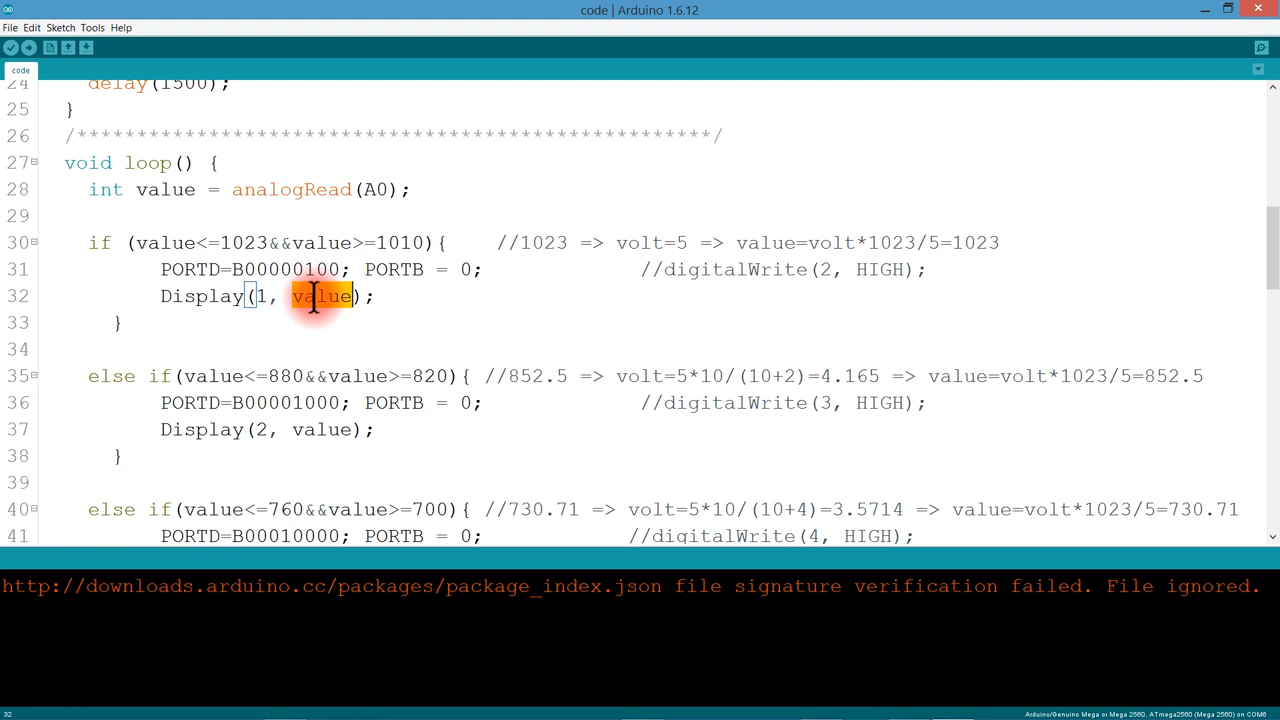 code | Arduino 1.6.12
File Edit Sketch Tools Help
code
24 delay(1500);
25 }
26 /*****************************************************/
27 void loop() {
28 int value = analogRead(A0);
29
30 if (value<=1023&&value>=1010){ //1023 => volt=5 => value=volt*1023/5=1023
31 PORTD=B00000100; PORTB = 0; //digitalWrite(2, HIGH);
32 Display(1, value);
33 }
34
35 else if(value<=880&&value>=820){ //852.5 => volt=5*10/(10+2)=4.165 => value=volt*1023/5=852.5
36 PORTD=B00001000; PORTB = 0; //digitalWrite(3, HIGH);
37 Display(2, value);
38 }
39
40 else if(value<=760&&value>=700){ //730.71 => volt=5*10/(10+4)=3.5714 => value=volt*1023/5=730.71
41 PORTD=B00010000; PORTB = 0; //digitalWrite(4, HIGH);
http://downloads.arduino.cc/packages/package_index.json file signature verification failed. File ignored.
32 Arduino/Genuino Mega or Mega 2560, ATmega2560 (Mega 2560) on COM6